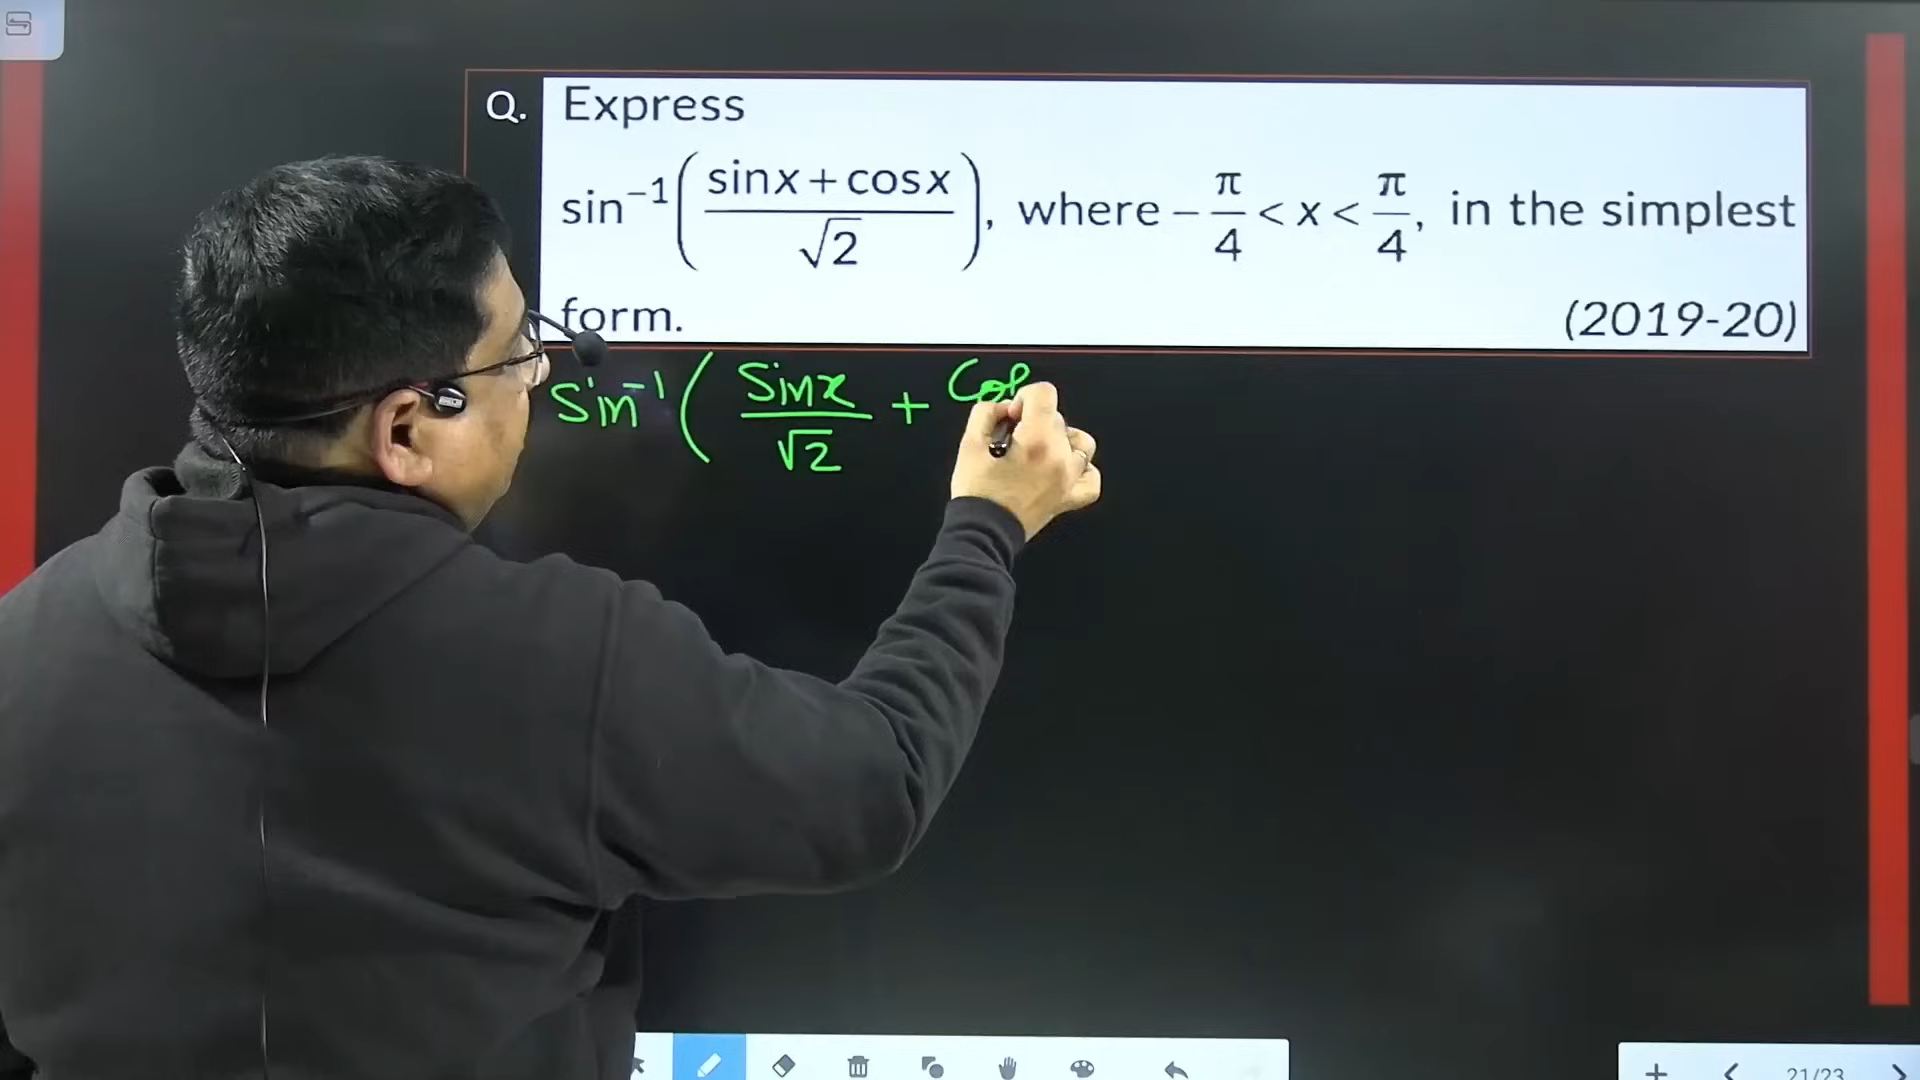 Q. Express
sin⁻¹((sinx+cosx)/√2), where −π/4 < x < π/4, in the simplest
form. (2019-20)
Sin⁻¹( Sinx/√2 + Cos
21/23